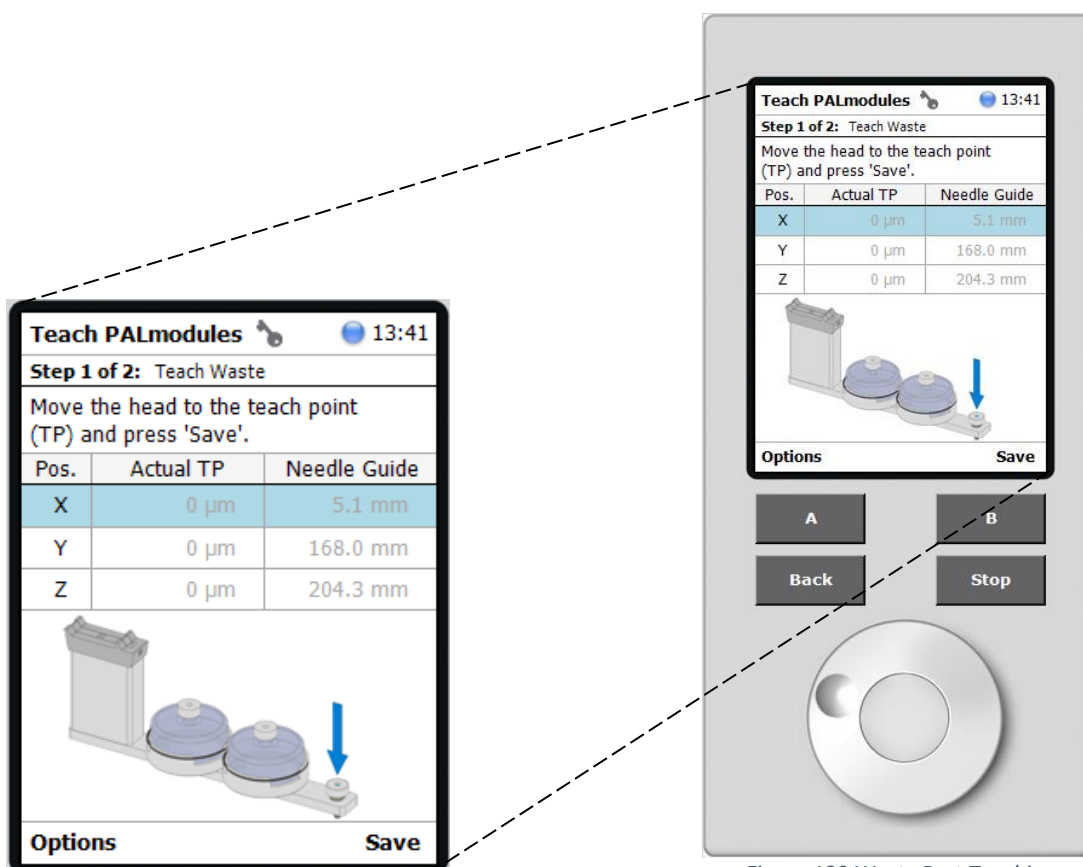 Teach PALmodules 13:41
Step 1 of 2: Teach Waste
Move the head to the teach point
(TP) and press 'Save'.
Pos. Actual TP Needle Guide
X 0 µm 5.1 mm
Y 0 µm 168.0 mm
Z 0 µm 204.3 mm
Options Save
Teach PALmodules 13:41
Step 1 of 2: Teach Waste
Move the head to the teach point
(TP) and press 'Save'.
Pos. Actual TP Needle Guide
X 0 µm 5.1 mm
Y 0 µm 168.0 mm
Z 0 µm 204.3 mm
Options Save
A B
Back Stop